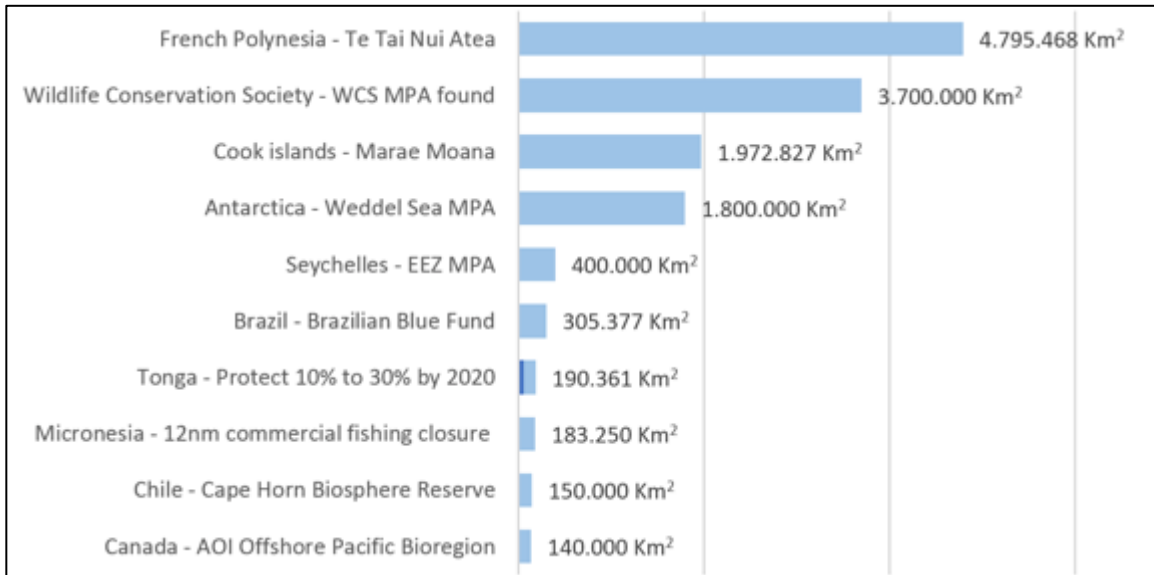 French Polynesia - Te Tai Nui Atea 4.795.468 Km²
Wildlife Conservation Society - WCS MPA found 3.700.000 Km²
Cook islands - Marae Moana 1.972.827 Km²
Antarctica - Weddel Sea MPA 1.800.000 Km²
Seychelles - EEZ MPA 400.000 Km²
Brazil - Brazilian Blue Fund 305.377 Km²
Tonga - Protect 10% to 30% by 2020 190.361 Km²
Micronesia - 12nm commercial fishing closure 183.250 Km²
Chile - Cape Horn Biosphere Reserve 150.000 Km²
Canada - AOI Offshore Pacific Bioregion 140.000 Km²